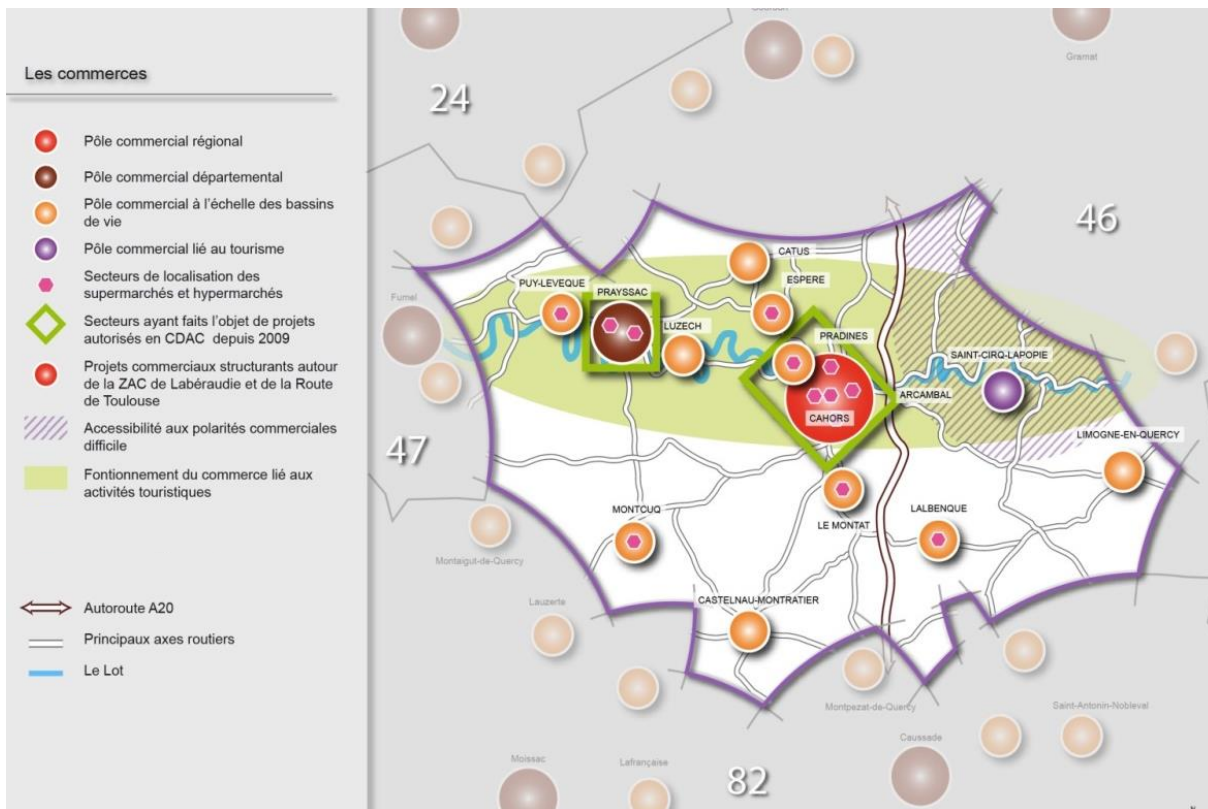 Les commerces
Pôle commercial régional
Pôle commercial départemental
Pôle commercial à l'échelle des bassins
de vie
Pôle commercial lié au tourisme
Secteurs de localisation des
supermarchés et hypermarchés
Secteurs ayant faits l'objet de projets
autorisés en CDAC depuis 2009
Projets commerciaux structurants autour
de la ZAC de Labéraudie et de la Route
de Toulouse
Accessibilité aux polarités commerciales
difficile
Fontionnement du commerce lié aux
activités touristiques
Autoroute A20
Principaux axes routiers
Le Lot
Gramat
24
46
CATUS
PUY-LEVEQUE
ESPERE
PRAYSSAC
Fumel
LUZECH
PRADINES
SAINT-CIRQ-LAPOPIE
ARCAMBAL
CAHORS
LIMOGNE-EN-QUERCY
47
MONTCUQ
LE MONTAT
LALBENQUE
Montaigut-de-Quercy
Lauzerte
CASTELNAU-MONTRATIER
Montpezat-de-Quercy
Saint-Antonin-Nobleval
Caussade
Moissac
Lafrançaise
82